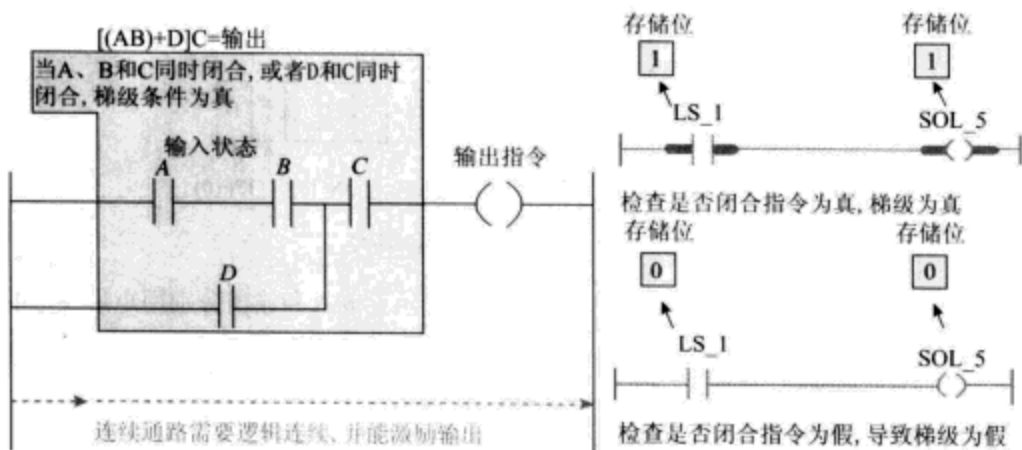 [(AB)+D]C=输出
当A、B和C同时闭合,或者D和C同时
闭合,梯级条件为真
输入状态
A
B
C
输出指令
D
连续通路需要逻辑连续、并能激励输出
存储位
存储位
1
1
LS_1
SOL_5
检查是否闭合指令为真,梯级为真
存储位
存储位
0
0
LS_1
SOL_5
检查是否闭合指令为假,导致梯级为假